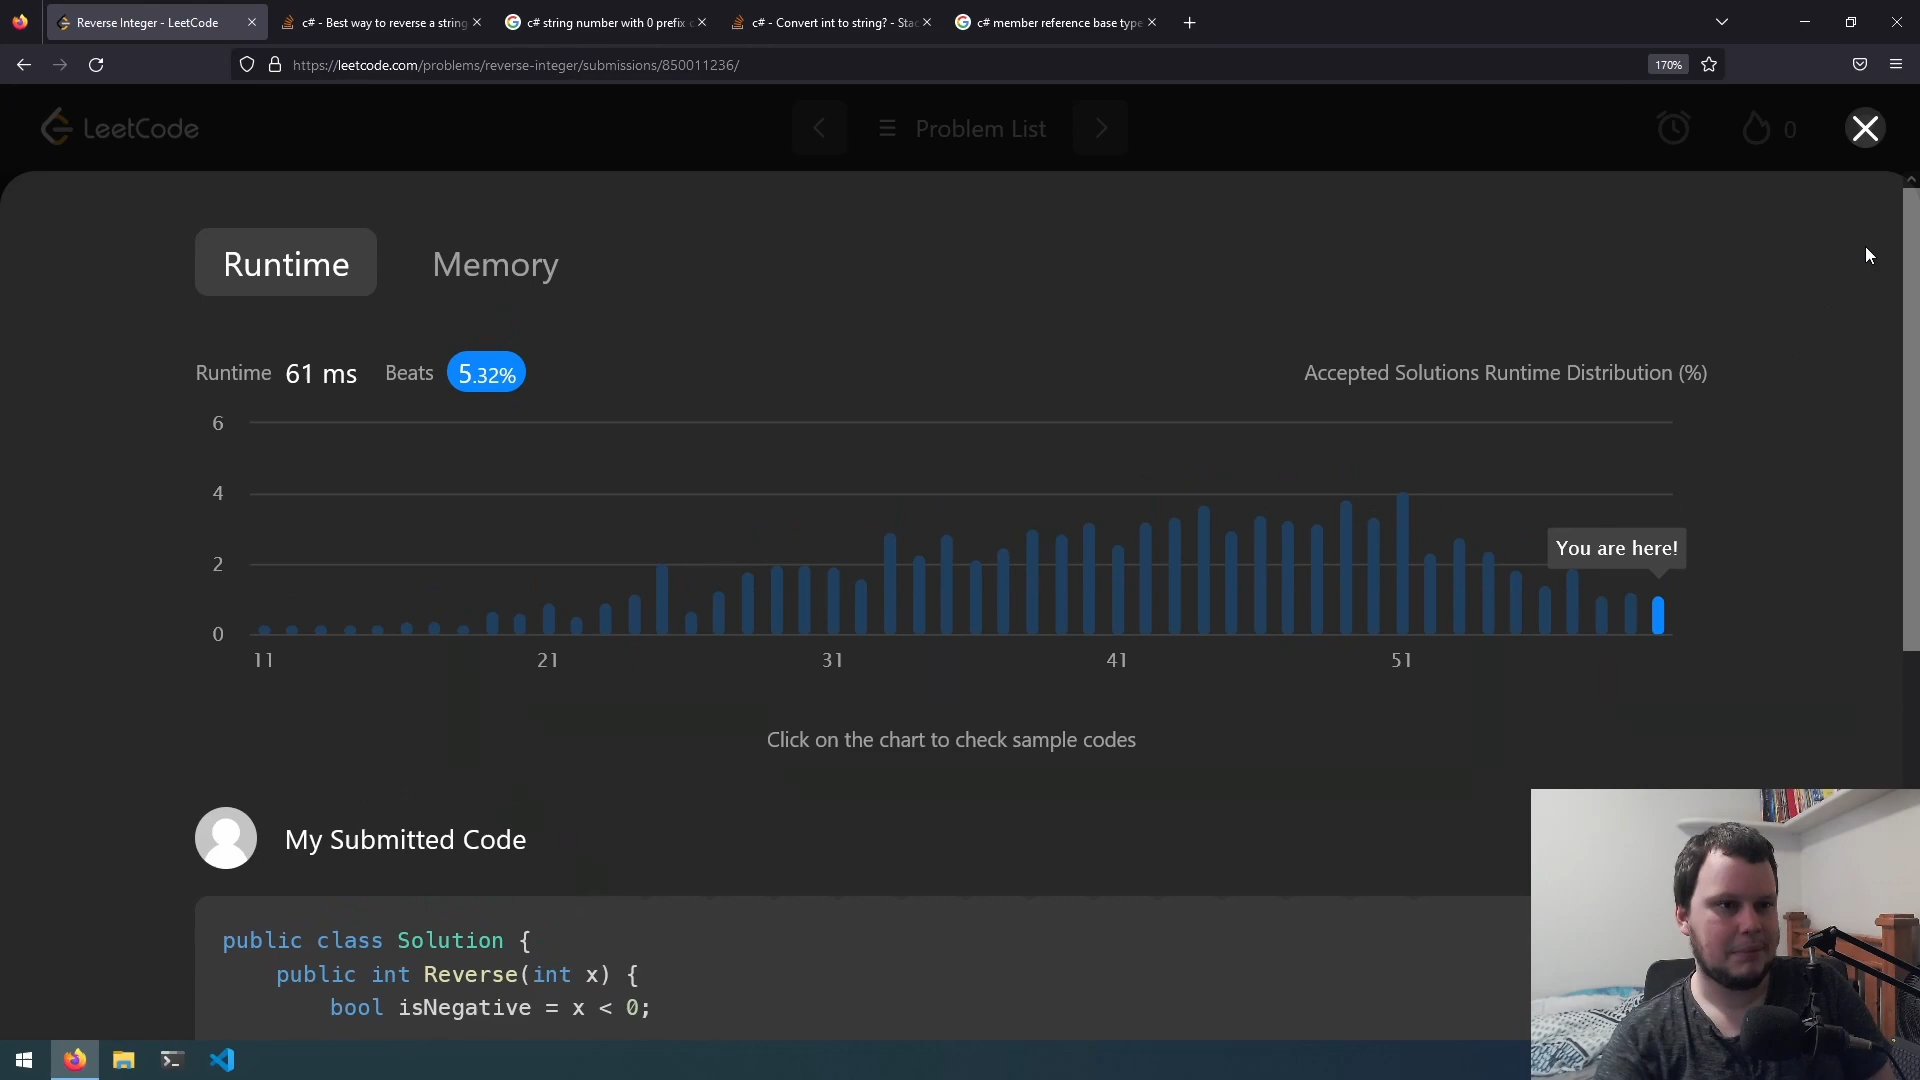 Reverse Integer - LeetCode
c# - Best way to reverse a string
c# string number with 0 prefix
c# - Convert int to string? - Stac
c# member reference base type
https://leetcode.com/problems/reverse-integer/submissions/850011236/
170%
LeetCode
Problem List
0
Runtime
Memory
Runtime 61 ms Beats 5.32%
Accepted Solutions Runtime Distribution (%)
6
4
2
0
You are here!
11 21 31 41 51
Click on the chart to check sample codes
My Submitted Code
public class Solution {
public int Reverse(int x) {
bool isNegative = x < 0;